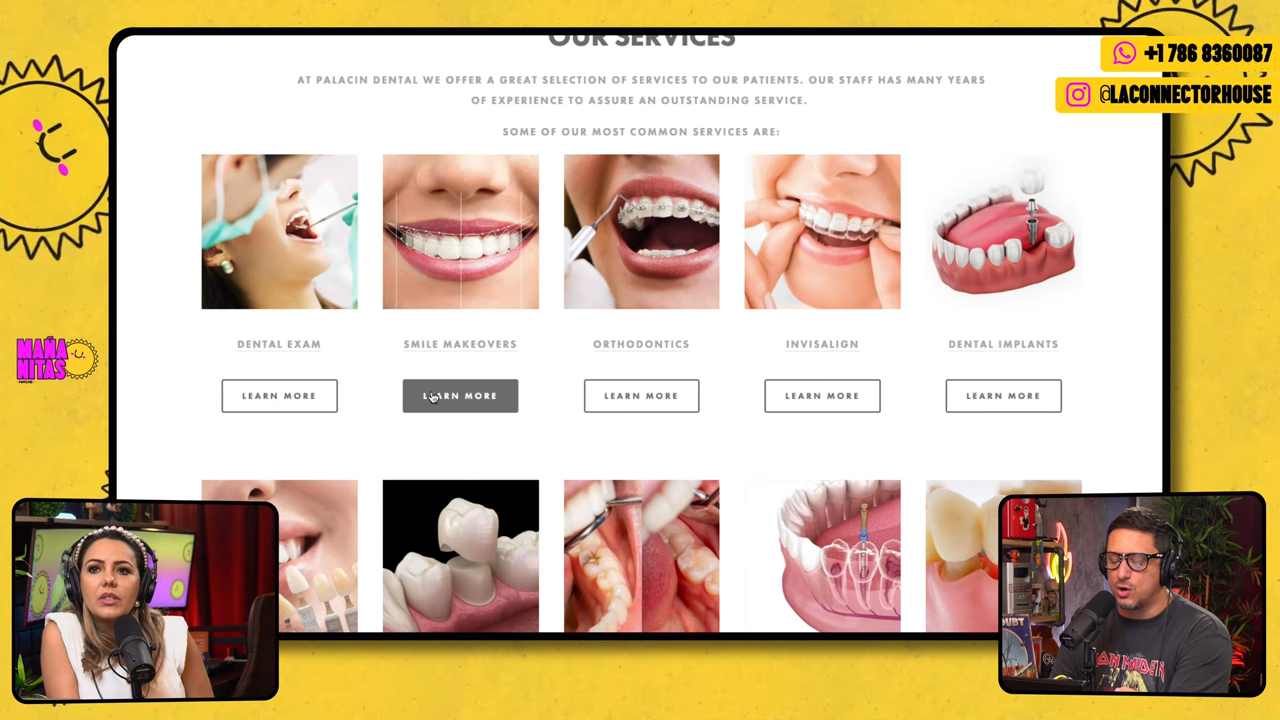 OUR SERVICES
+1 786 8360087
@LACONNECTORHOUSE
AT PALACIN DENTAL WE OFFER A GREAT SELECTION OF SERVICES TO OUR PATIENTS. OUR STAFF HAS MANY YEARS
OF EXPERIENCE TO ASSURE AN OUTSTANDING SERVICE.
SOME OF OUR MOST COMMON SERVICES ARE:
DENTAL EXAM
SMILE MAKEOVERS
ORTHODONTICS
INVISALIGN
DENTAL IMPLANTS
LEARN MORE
LEARN MORE
LEARN MORE
LEARN MORE
LEARN MORE
MAÑA
NITAS
IRON MAIDEN